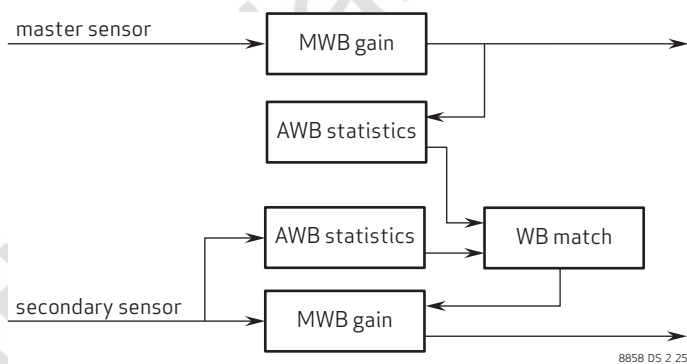 master sensor
MWB gain
AWB statistics
AWB statistics
WB match
secondary sensor
MWB gain
8858 DS 2 25